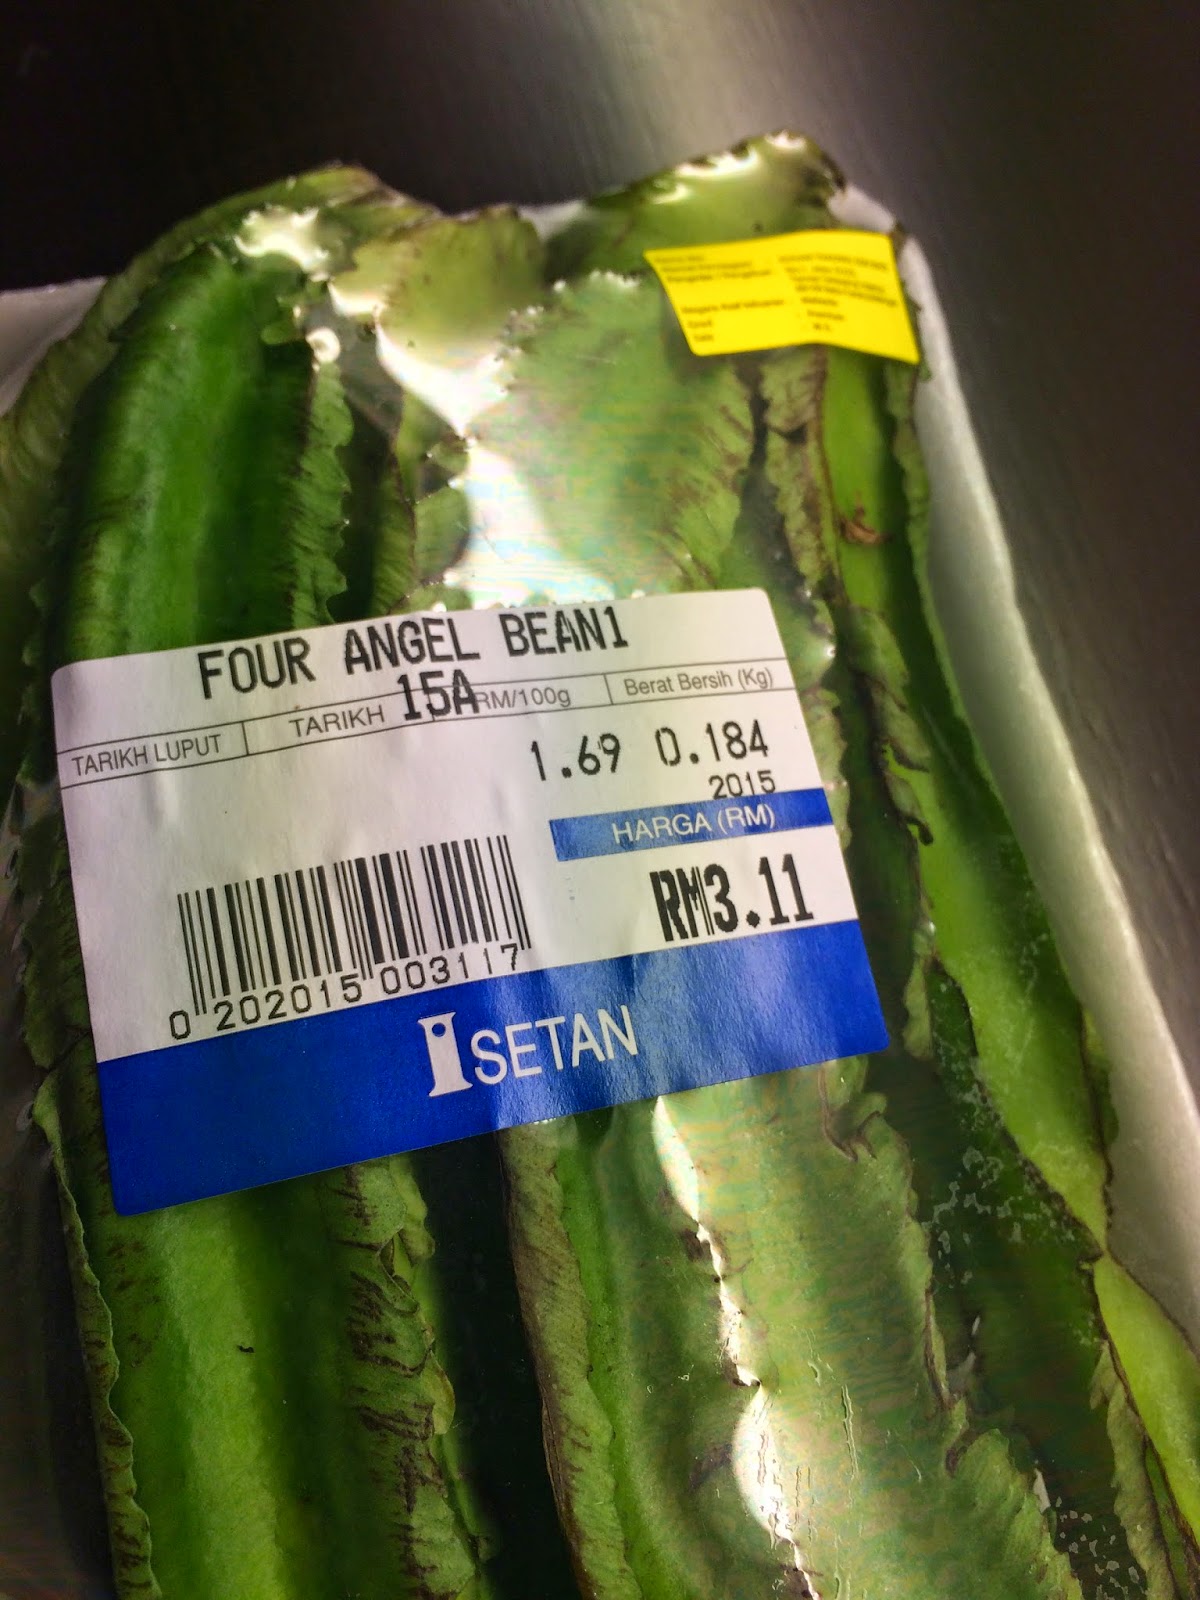 FOUR ANGEL BEAN1
15A
TARIKH LUPUT TARIKH RM/100g Berat Bersih (Kg)
1.69 0.184
2015
HARGA (RM)
RM3.11
0 202015 003117
ISETAN